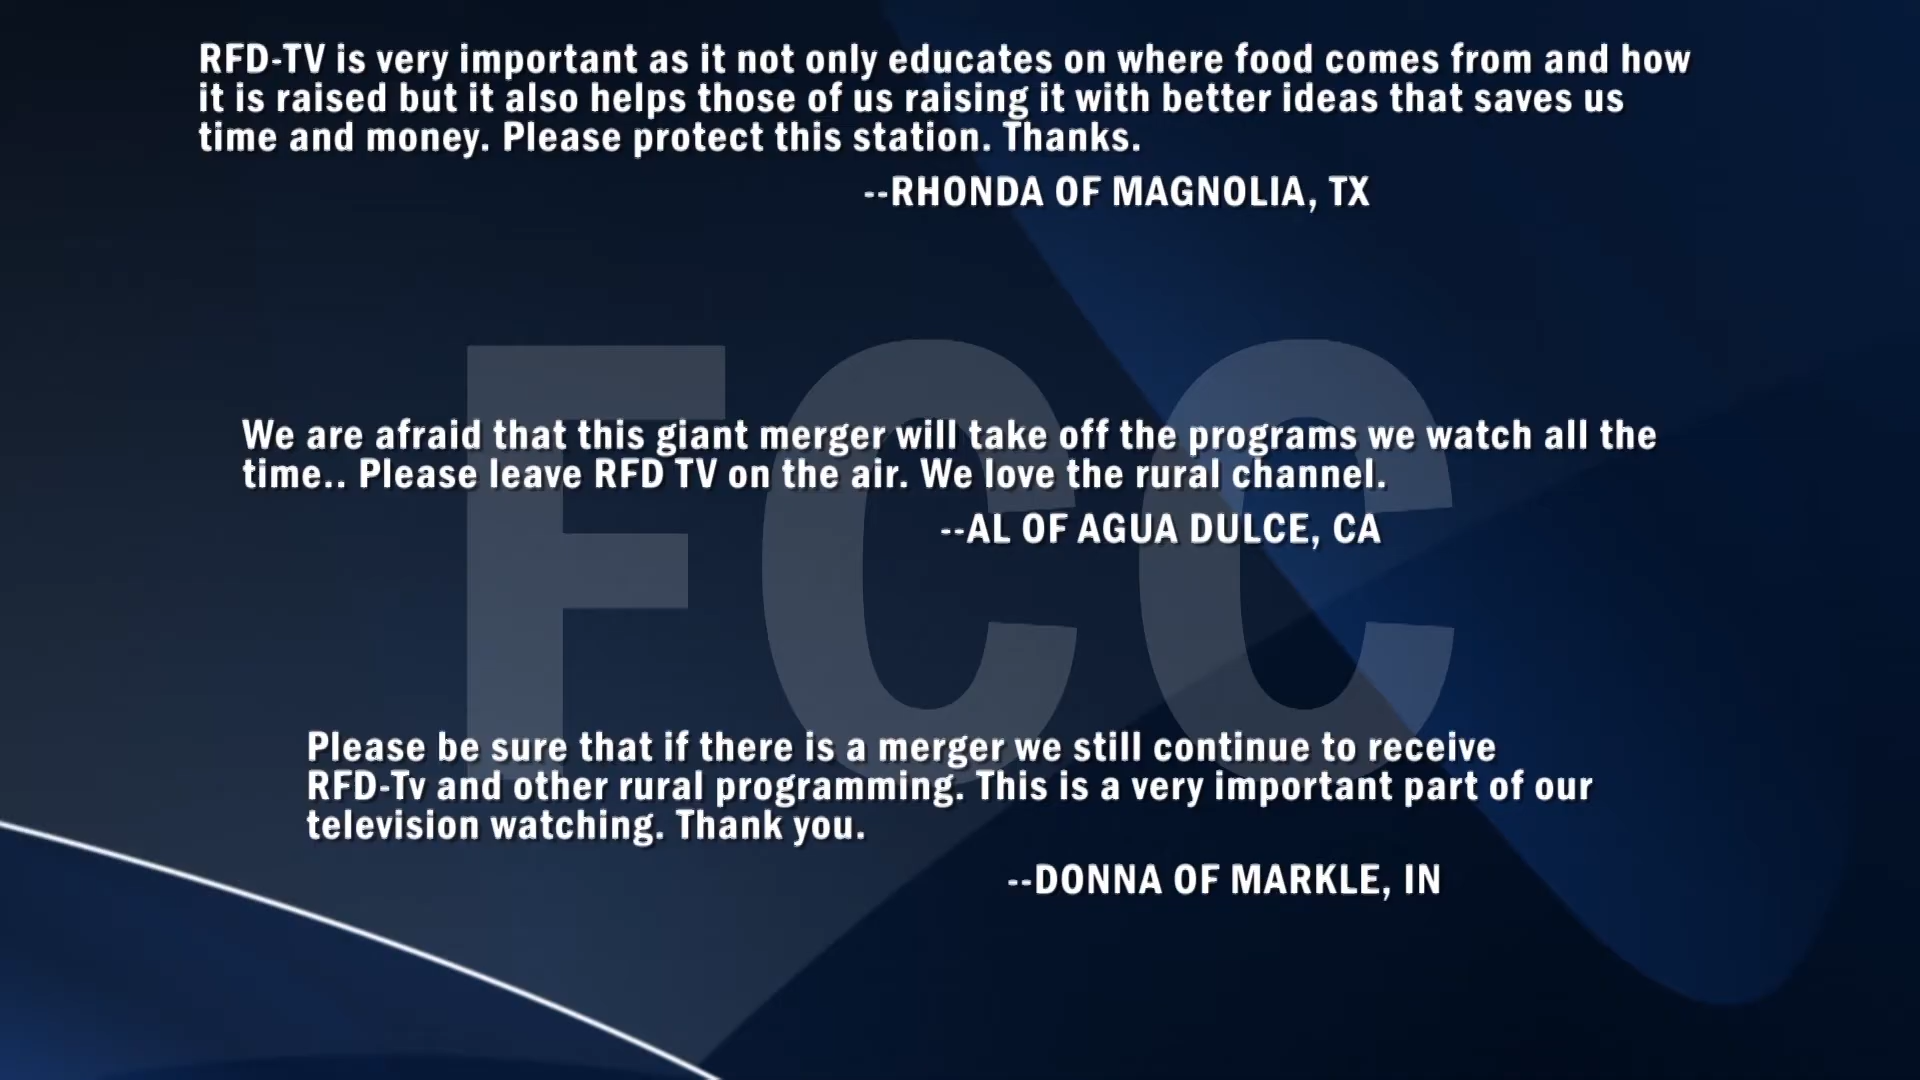 RFD-TV is very important as it not only educates on where food comes from and how
it is raised but it also helps those of us raising it with better ideas that saves us
time and money. Please protect this station. Thanks.
--RHONDA OF MAGNOLIA, TX
FCC
We are afraid that this giant merger will take off the programs we watch all the
time.. Please leave RFD TV on the air. We love the rural channel.
--AL OF AGUA DULCE, CA
Please be sure that if there is a merger we still continue to receive
RFD-Tv and other rural programming. This is a very important part of our
television watching. Thank you.
--DONNA OF MARKLE, IN